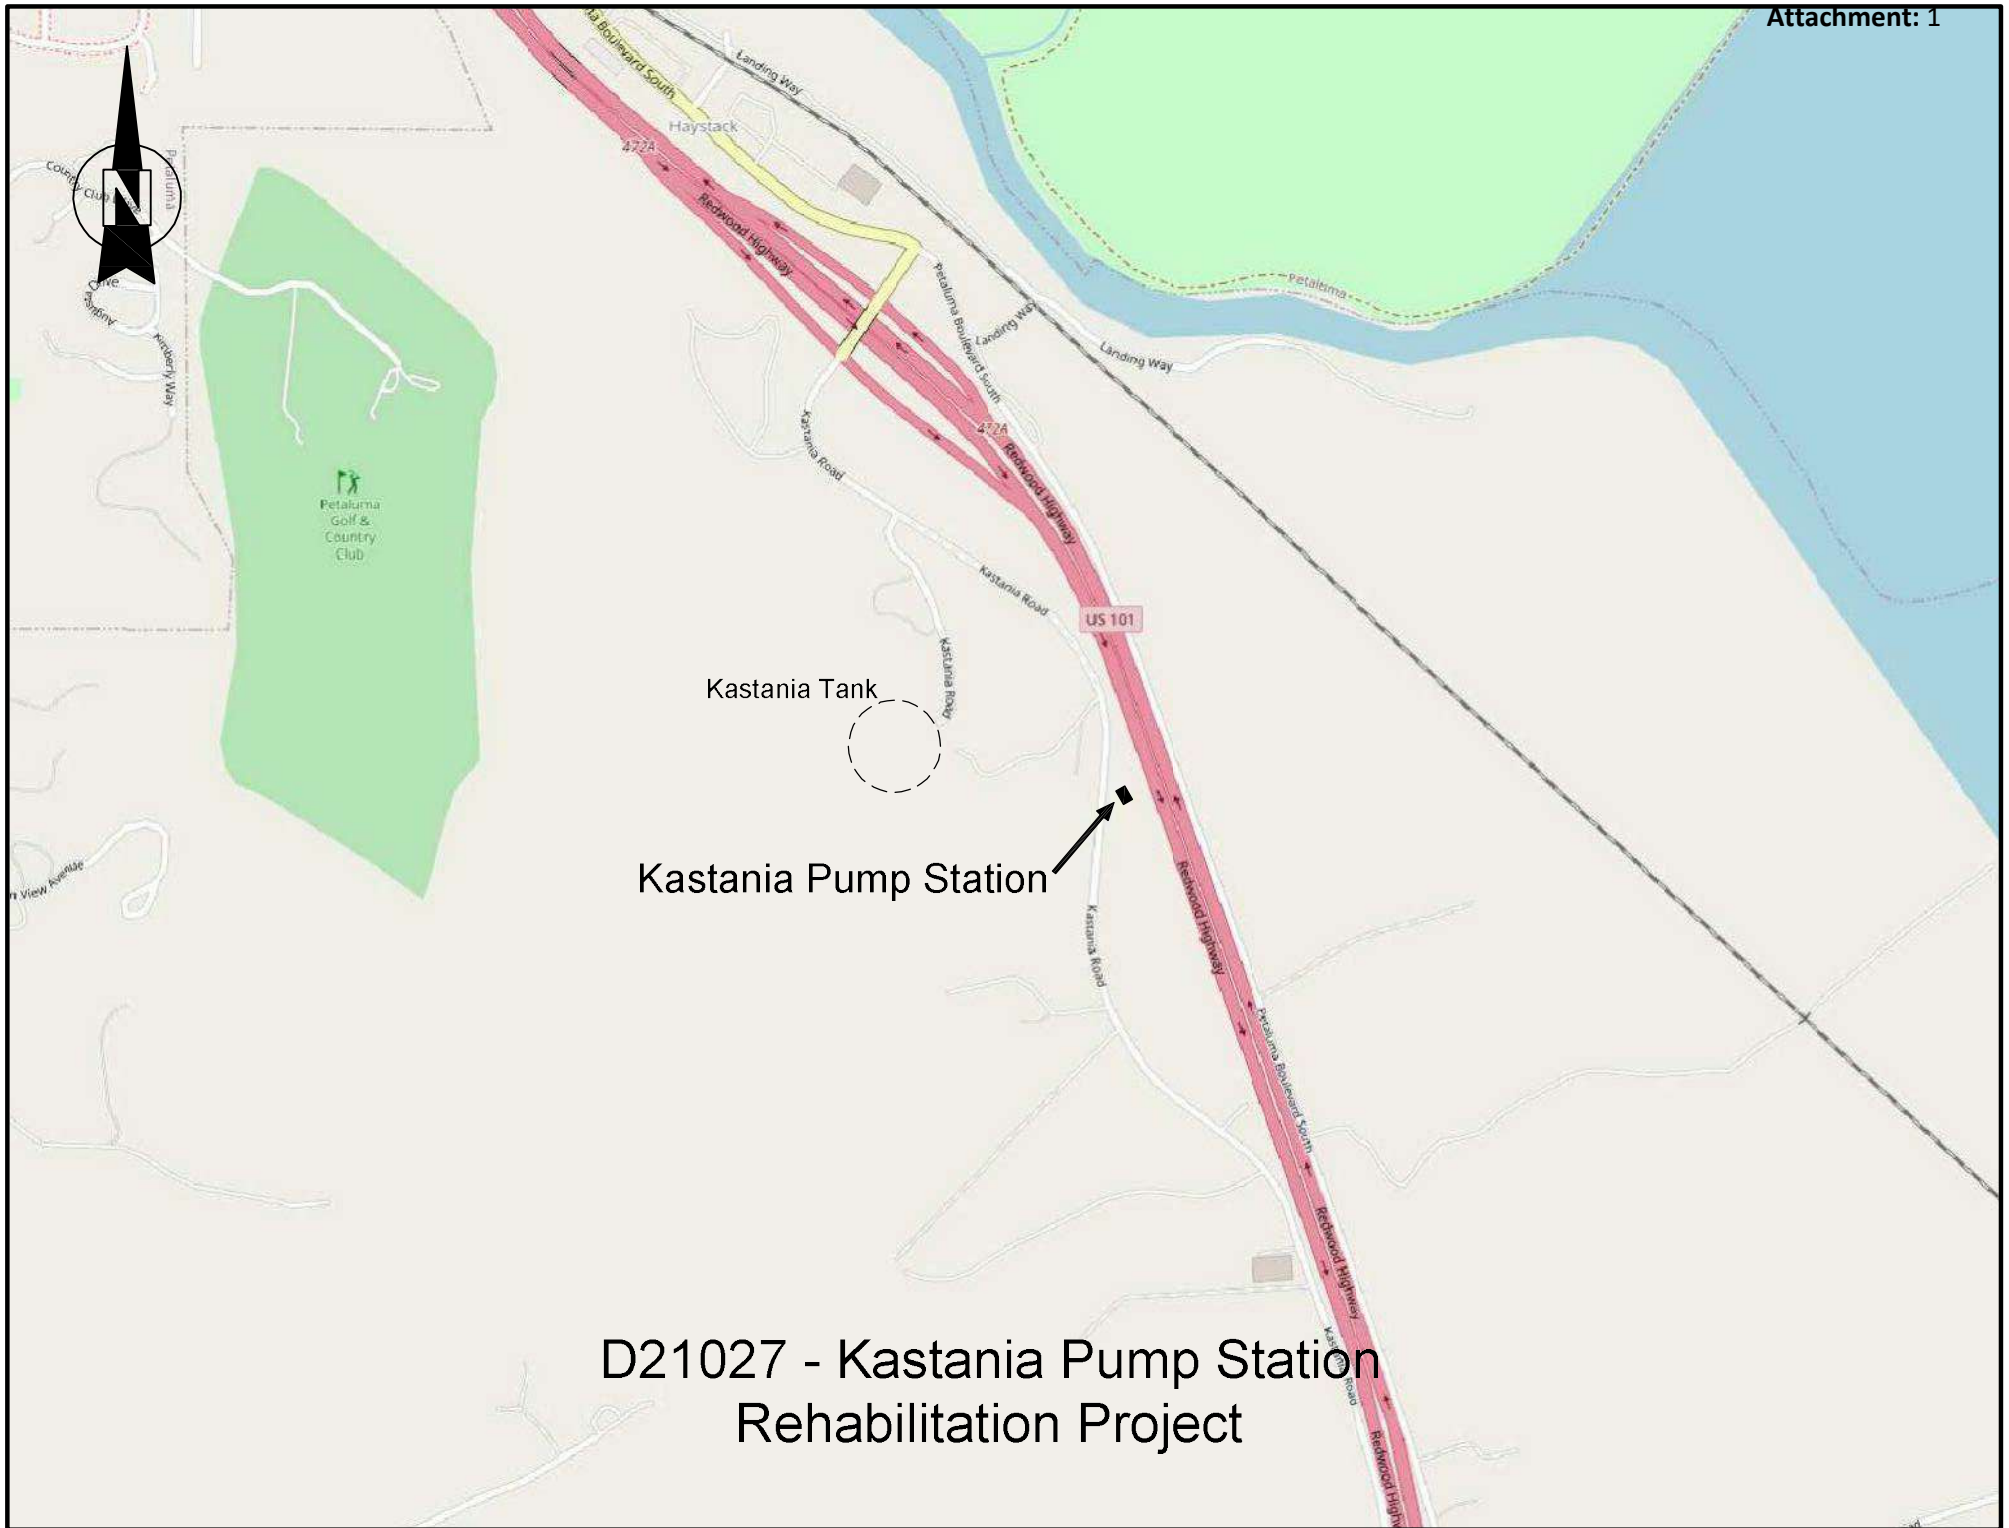 Attachment: 1
Landing Way
Boulevard South
Haystack
472A
Petaluma
Country Club Drive
N
Redwood Highway
Petaluma Boulevard South
Landing Way
Landing Way
Petaluma
Augusta Drive
Kimberly Way
Kastania Road
472A
Redwood Highway
Petaluma
Golf &
Country
Club
Kastania Road
US 101
Kastania Road
Kastania Tank
Kastania Pump Station
View Avenue
Redwood Highway
Kastania Road
Petaluma Boulevard South
Redwood Highway
Kastania Road
D21027 - Kastania Pump Station
Rehabilitation Project
Redwood High